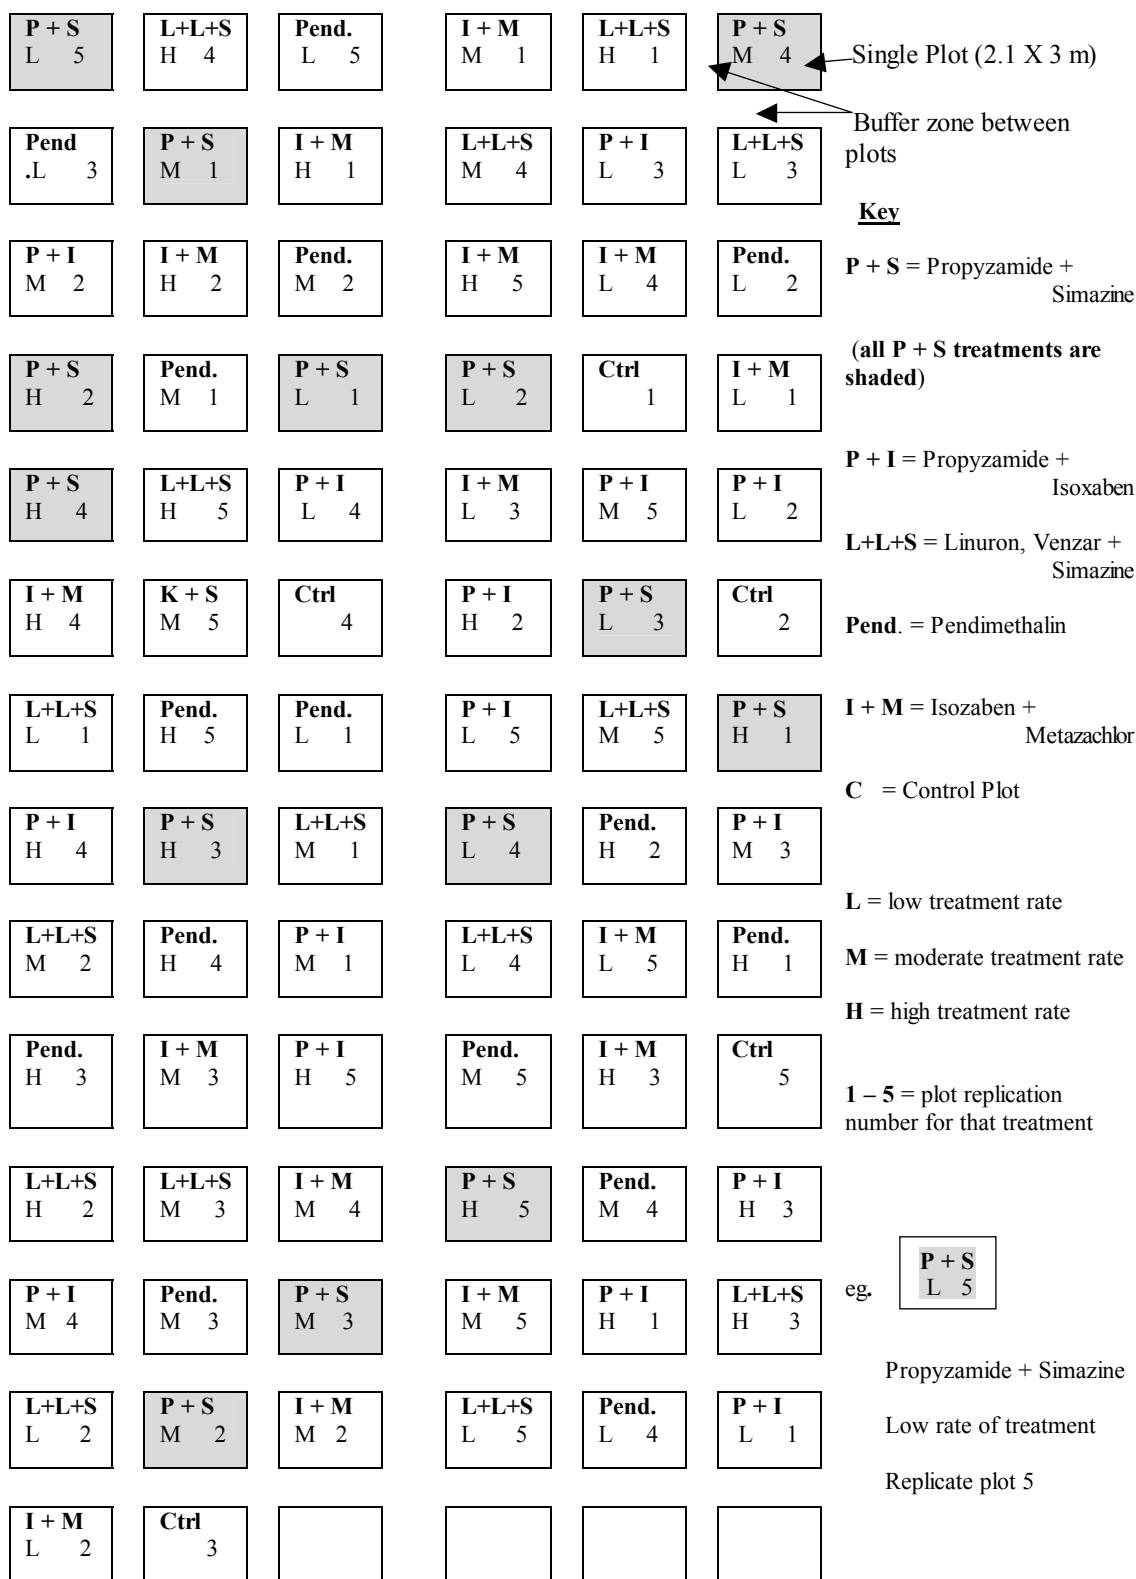 P + S L+L+S Pend. I + M L+L+S P + S
L 5 H 4 L 5 M 1 H 1 M 4
Single Plot (2.1 X 3 m)
Buffer zone between
plots
Pend P + S I + M L+L+S P + I L+L+S
.L 3 M 1 H 1 M 4 L 3 L 3
Key
P + I I + M Pend. I + M I + M Pend.
M 2 H 2 M 2 H 5 L 4 L 2
P + S = Propyzamide +
Simazine
(all P + S treatments are
shaded)
P + S Pend. P + S P + S Ctrl I + M
H 2 M 1 L 1 L 2 1 L 1
P + I = Propyzamide +
Isoxaben
P + S L+L+S P + I I + M P + I P + I
H 4 H 5 L 4 L 3 M 5 L 2
L+L+S = Linuron, Venzar +
Simazine
I + M K + S Ctrl P + I P + S Ctrl
H 4 M 5 4 H 2 L 3 2
Pend. = Pendimethalin
L+L+S Pend. Pend. P + I L+L+S P + S
L 1 H 5 L 1 L 5 M 5 H 1
I + M = Isozaben +
Metazachlor
C = Control Plot
P + I P + S L+L+S P + S Pend. P + I
H 4 H 3 M 1 L 4 H 2 M 3
L = low treatment rate
L+L+S Pend. P + I L+L+S I + M Pend.
M 2 H 4 M 1 L 4 L 5 H 1
M = moderate treatment rate
H = high treatment rate
Pend. I + M P + I Pend. I + M Ctrl
H 3 M 3 H 5 M 5 H 3 5
1 – 5 = plot replication
number for that treatment
L+L+S L+L+S I + M P + S Pend. P + I
H 2 M 3 M 4 H 5 M 4 H 3
eg.
P + S
L 5
P + I Pend. P + S I + M P + I L+L+S
M 4 M 3 M 3 M 5 H 1 H 3
Propyzamide + Simazine
L+L+S P + S I + M L+L+S Pend. P + I
L 2 M 2 M 2 L 5 L 4 L 1
Low rate of treatment
Replicate plot 5
I + M Ctrl
L 2 3